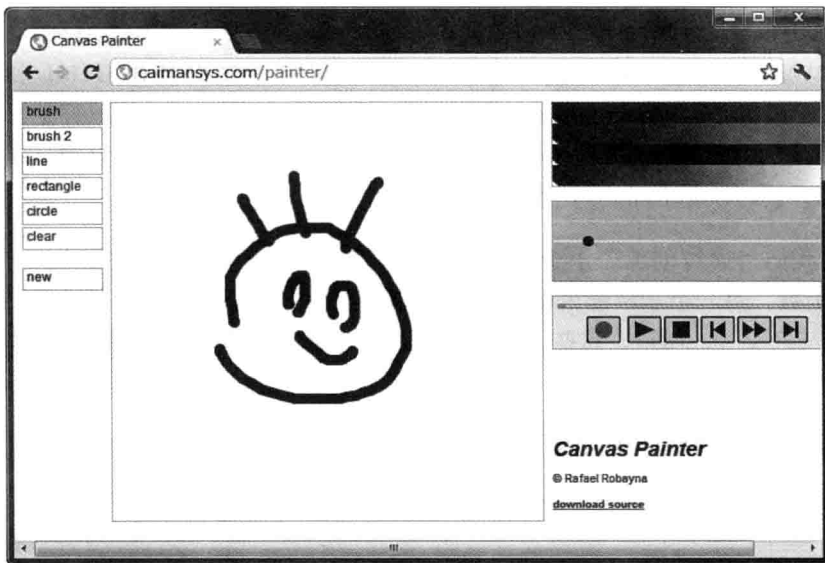 Canvas Painter
caimansys.com/painter/
brush
brush 2
line
rectangle
circle
clear
new
Canvas Painter
© Rafael Robayna
download source